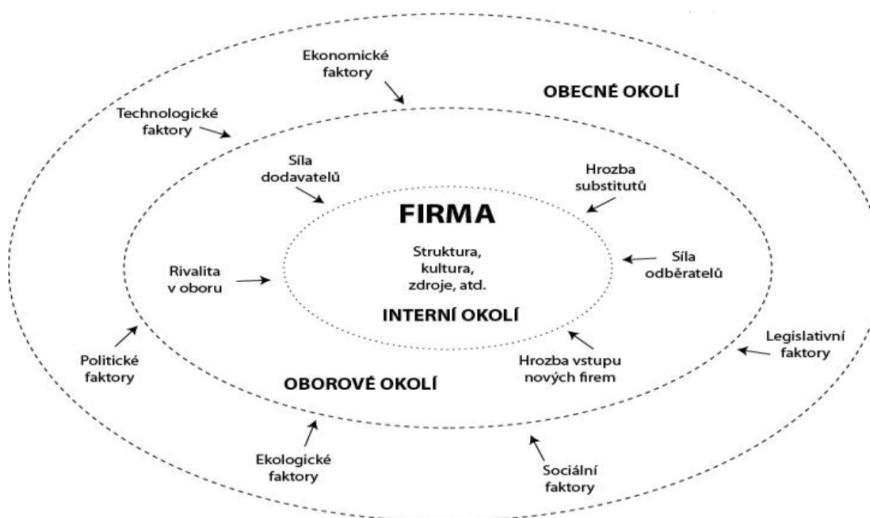 Ekonomické
faktory
OBECNÉ OKOLÍ
Technologické
faktory
Síla
dodavatelů
Hrozba
substitutů
FIRMA
Struktura,
kultura,
zdroje, atd.
INTERNÍ OKOLÍ
Rivalita
v oboru
Síla
odběratelů
Politické
faktory
Legislativní
faktory
Hrozba vstupu
nových firem
OBOROVÉ OKOLÍ
Ekologické
faktory
Sociální
faktory